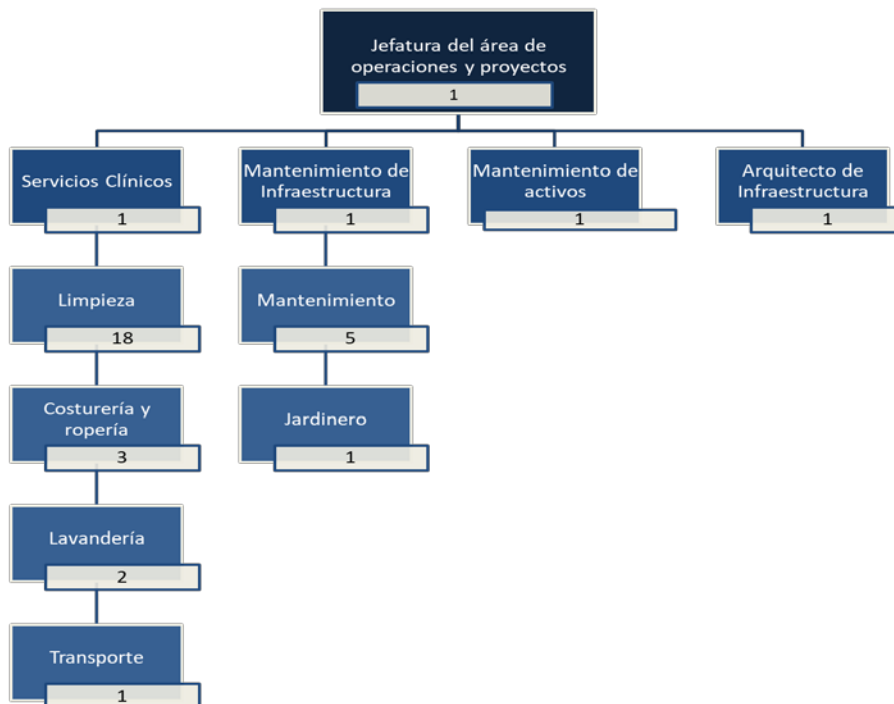 Jefatura del área de
operaciones y proyectos
1
Servicios Clínicos
1
Mantenimiento de
Infraestructura
1
Mantenimiento de
activos
1
Arquitecto de
Infraestructura
1
Limpieza
18
Mantenimiento
5
Costurería y
ropería
3
Jardinero
1
Lavandería
2
Transporte
1